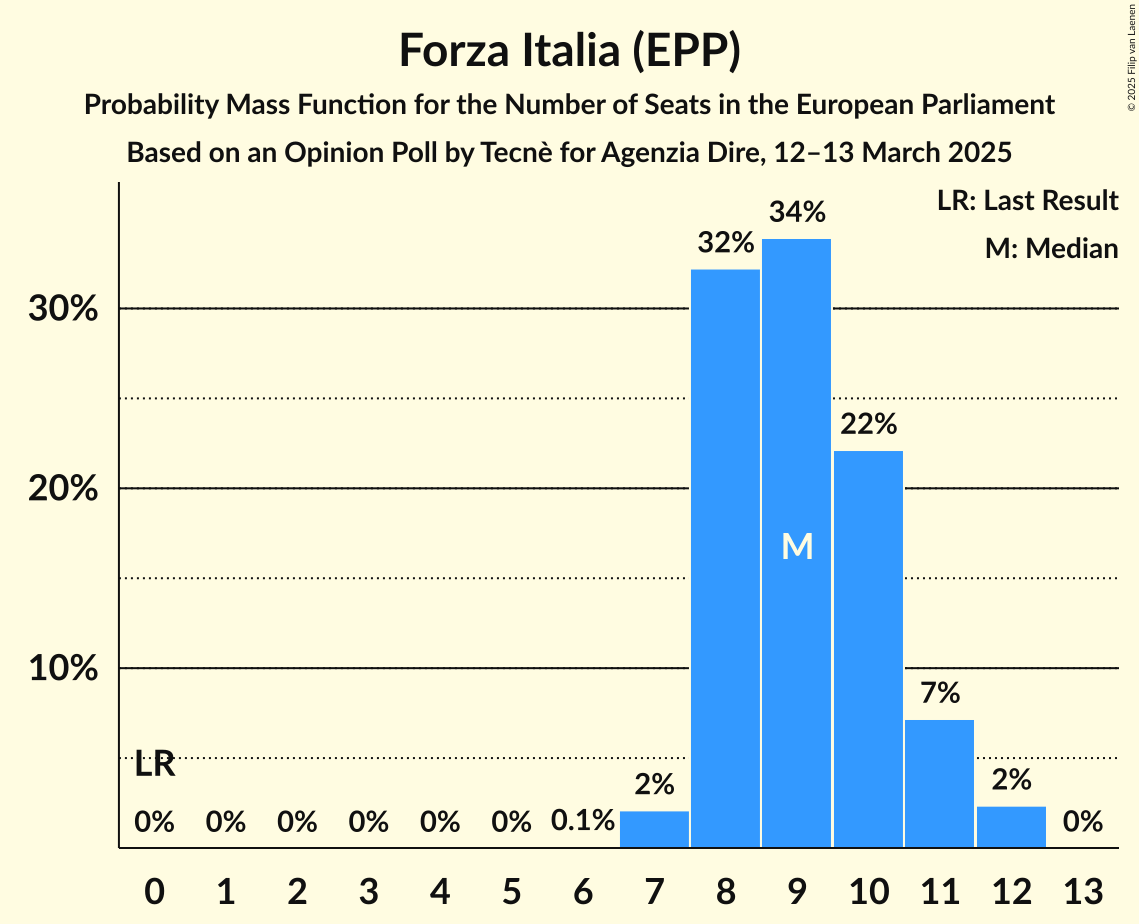 Forza Italia (EPP)
Probability Mass Function for the Number of Seats in the European Parliament
Based on an Opinion Poll by Tecnè for Agenzia Dire, 12–13 March 2025
© 2025 Filip van Laenen
LR: Last Result
M: Median
34%
32%
30%
22%
20%
M
10%
7%
LR
2%
2%
0% 0% 0% 0% 0% 0% 0.1% 0%
0 1 2 3 4 5 6 7 8 9 10 11 12 13